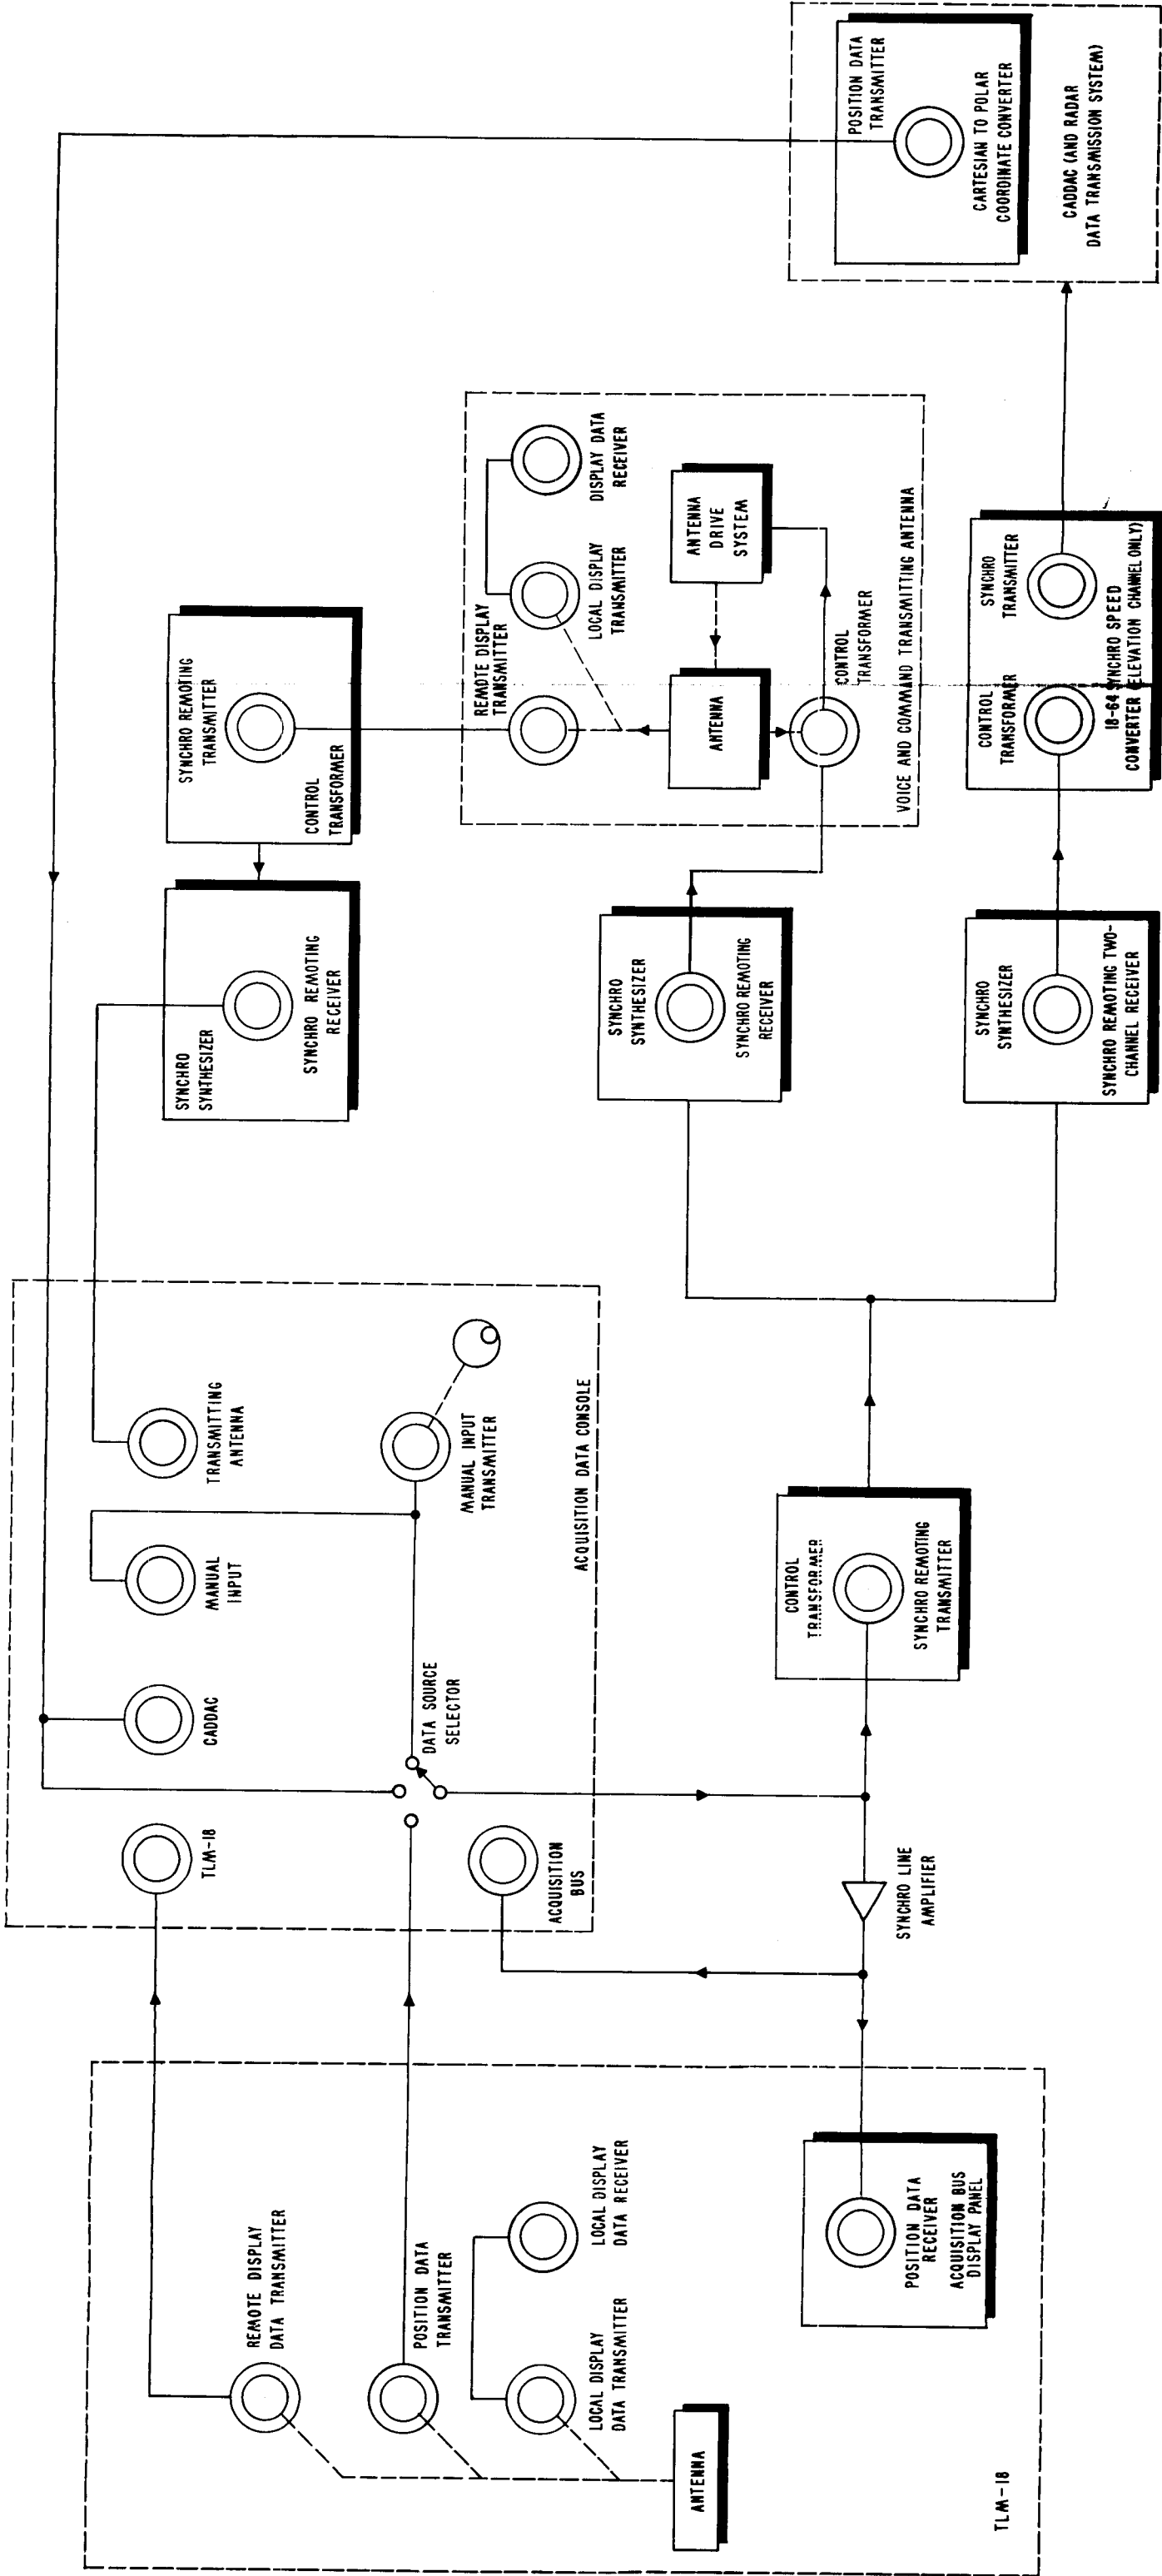 REMOTE DISPLAY
DATA TRANSMITTER
POSITION DATA
TRANSMITTER
LOCAL DISPLAY
DATA TRANSMITTER
LOCAL DISPLAY
DATA RECEIVER
ANTENNA
POSITION DATA
RECEIVER
ACQUISITION BUS
DISPLAY PANEL
TLM-18
TLM-18
CADDAC
MANUAL
INPUT
TRANSMITTING
ANTENNA
DATA SOURCE
SELECTOR
MANUAL INPUT
TRANSMITTER
ACQUISITION
BUS
ACQUISITION DATA CONSOLE
SYNCHRO LINE
AMPLIFIER
CONTROL
TRANSFORMER
SYNCHRO REMOTING
TRANSMITTER
SYNCHRO
SYNTHESIZER
SYNCHRO REMOTING
RECEIVER
SYNCHRO REMOTING
TRANSMITTER
CONTROL
TRANSFORMER
SYNCHRO
SYNTHESIZER
SYNCHRO REMOTING
RECEIVER
SYNCHRO
SYNTHESIZER
SYNCHRO REMOTING TWO-
CHANNEL RECEIVER
REMOTE DISPLAY
TRANSMITTER
LOCAL DISPLAY
TRANSMITTER
DISPLAY DATA
RECEIVER
ANTENNA
ANTENNA
DRIVE
SYSTEM
CONTROL
TRANSFORMER
VOICE AND COMMAND TRANSMITTING ANTENNA
CONTROL
TRANSFORMER
SYNCHRO
TRANSMITTER
18-64 SYNCHRO SPEED
CONVERTER (ELEVATION CHANNEL ONLY)
POSITION DATA
TRANSMITTER
CARTESIAN TO POLAR
COORDINATE CONVERTER
CADDAC (AND RADAR
DATA TRANSMISSION SYSTEM)